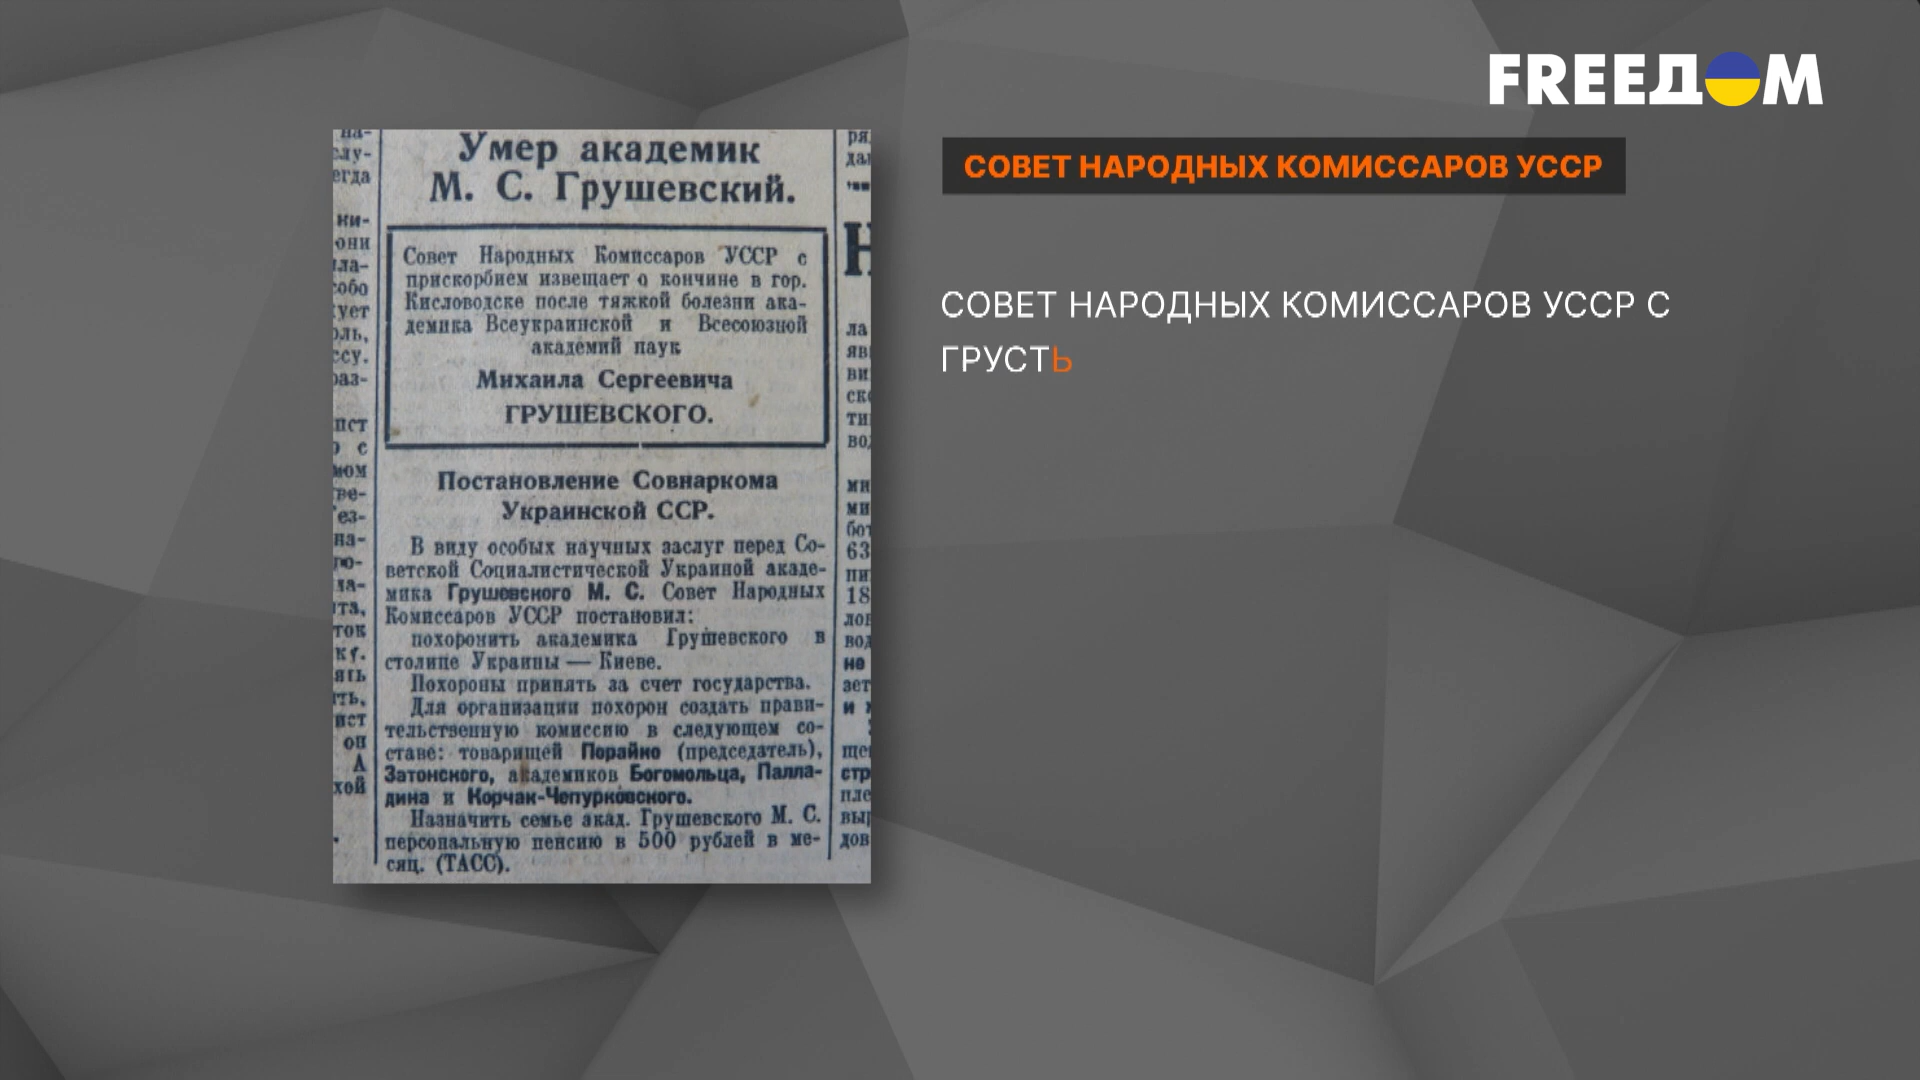 FREEДOM
СОВЕТ НАРОДНЫХ КОМИССАРОВ УССР
СОВЕТ НАРОДНЫХ КОМИССАРОВ УССР С
ГРУСТЬ
Умер академик
М. С. Грушевский.
Совет Народных Комиссаров УССР с
прискорбием извещает о кончине в гор.
Кисловодске после тяжкой болезни ака-
демика Всеукраинской и Всесоюзной
академий наук
Михаила Сергеевича
ГРУШЕВСКОГО.
Постановление Совнаркома
Украинской ССР.
В виду особых научных заслуг перед Со-
ветской Социалистической Украиной акаде-
мика Грушевского М. С. Совет Народных
Комиссаров УССР постановил:
похоронить академика Грушевского в
столице Украины — Киеве.
Похороны принять за счет государства.
Для организации похорон создать прави-
тельственную комиссию в следующем со-
ставе: товарищей Порайко (председатель),
Затонского, академиков Богомольца, Палла-
дина и Корчак-Чепурковского.
Назначить семье акад. Грушевского М. С.
персональную пенсию в 500 рублей в ме-
сяц. (ТАСС).